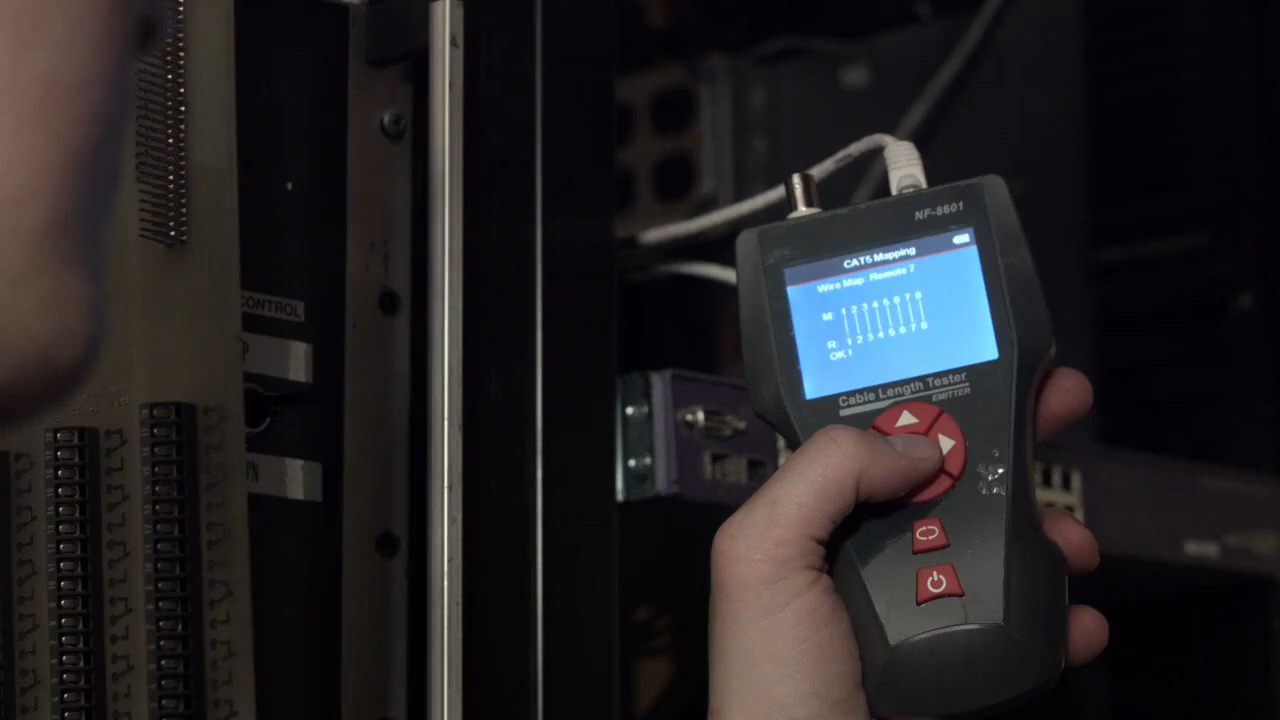 CONTROL
NF-8601
CAT5 Mapping
Wire Map: Remote 7
M: 1 2 3 4 5 6 7 8
R: 1 2 3 4 5 6 7 8
OK!
Cable Length Tester
EMITTER